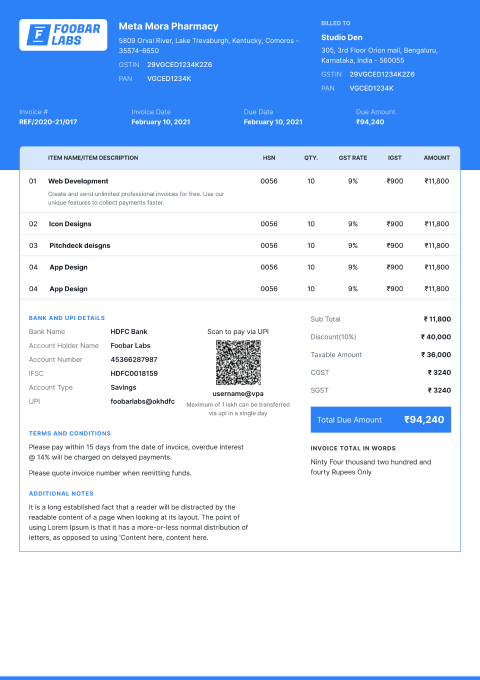 FOOBAR
LABS
Meta Mora Pharmacy
5809 Orval River, Lake Trevaburgh, Kentucky, Comoros -
35574-6650
GSTIN 29VGCED1234K2Z6
PAN VGCED1234K
BILLED TO
Studio Den
305, 3rd Floor Orion mall, Bengaluru,
Karnataka, India - 560055
GSTIN 29VGCED1234K2Z6
PAN VGCED1234K
Invoice # Invoice Date Due Date Due Amount
REF/2020-21/017 February 10, 2021 February 10, 2021 ₹94,240
ITEM NAME/ITEM DESCRIPTION HSN QTY. GST RATE IGST AMOUNT
01 Web Development 0056 10 9% ₹900 ₹11,800
Create and send unlimited professional invoices for free. Use our
unique features to collect payments faster.
02 Icon Designs 0056 10 9% ₹900 ₹11,800
03 Pitchdeck deisgns 0056 10 9% ₹900 ₹11,800
04 App Design 0056 10 9% ₹900 ₹11,800
04 App Design 0056 10 9% ₹900 ₹11,800
BANK AND UPI DETAILS
Bank Name HDFC Bank
Account Holder Name Foobar Labs
Account Number 45366287987
IFSC HDFC0018159
Account Type Savings
UPI foobarlabs@okhdfc
Scan to pay via UPI
username@vpa
Maximum of 1 lakh can be transferred
via upi in a single day
Sub Total ₹ 11,800
Discount(10%) ₹ 40,000
Taxable Amount ₹ 36,000
CGST ₹ 3240
SGST ₹ 3240
Total Due Amount ₹94,240
INVOICE TOTAL IN WORDS
Ninty Four thousand two hundred and
fourty Rupees Only
TERMS AND CONDITIONS
Please pay within 15 days from the date of invoice, overdue interest
@ 14% will be charged on delayed payments.
Please quote invoice number when remitting funds.
ADDITIONAL NOTES
It is a long established fact that a reader will be distracted by the
readable content of a page when looking at its layout. The point of
using Lorem Ipsum is that it has a more-or-less normal distribution of
letters, as opposed to using 'Content here, content here.